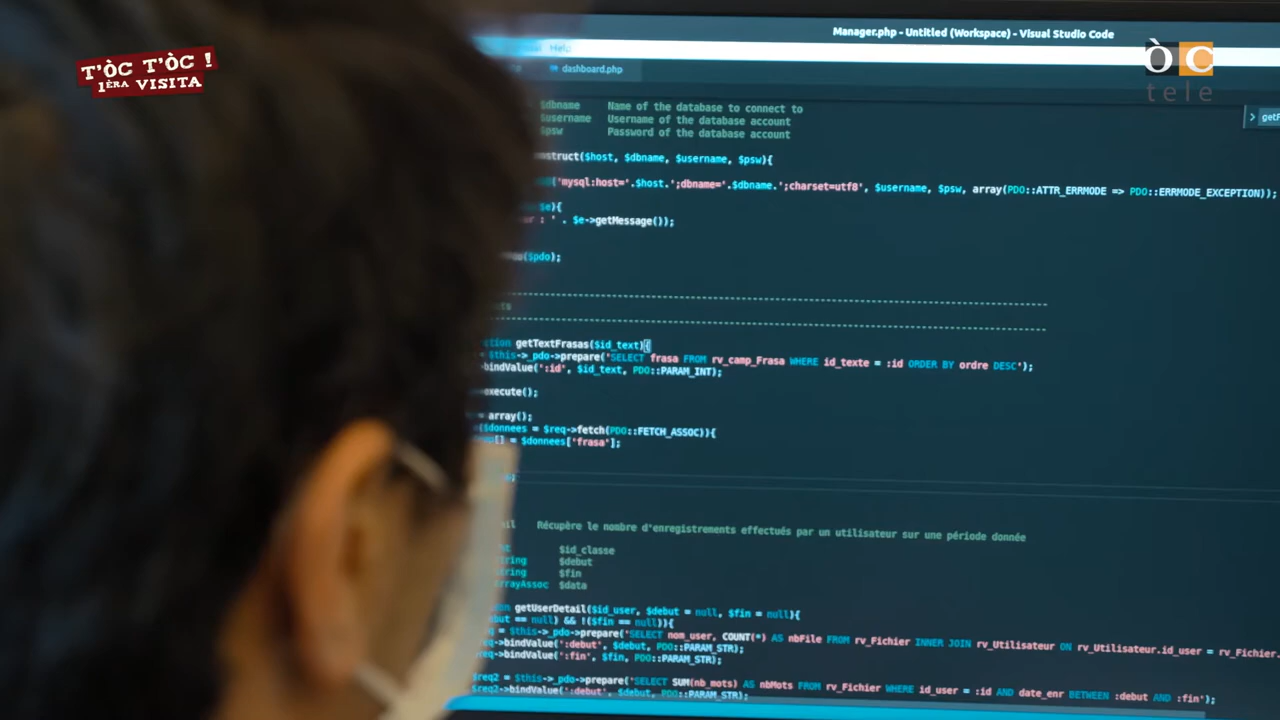 T'ÒC T'ÒC !
1ÈRA VISITA
òc
tele
Manager.php - Untitled (Workspace) - Visual Studio Code
Help
dashboard.php
$dbname Name of the database to connect to
$username Username of the database account
$psw Password of the database account
($host, $dbname, $username, $psw){
('mysql:host='.$host.';dbname='.$dbname.';charset=utf8', $username, $psw, array(PDO::ATTR_ERRMODE => PDO::ERRMODE_EXCEPTION));
$e){
: ' . $e->getMessage());
($pdo);
getTextFrasas($id_text){
= $this->_pdo->prepare('SELECT frasa FROM rv_camp_Frasa WHERE id_texte = :id ORDER BY ordre DESC');
bindValue(':id', $id_text, PDO::PARAM_INT);
execute();
= array();
($donnees = $req->fetch(PDO::FETCH_ASSOC)){
[] = $donnees['frasa'];
Récupère le nombre d'enregistrements effectués par un utilisateur sur une période donnée
$id_classe
$debut
$fin
$data
getUserDetail($id_user, $debut = null, $fin = null){
== null) && !($fin == null)){
= $this->_pdo->prepare('SELECT nom_user, COUNT(*) AS nbFile FROM rv_Fichier INNER JOIN rv_Utilisateur ON rv_Utilisateur.id_user = rv_Fichier.
bindValue(':debut', $debut, PDO::PARAM_STR);
bindValue(':fin', $fin, PDO::PARAM_STR);
$req2 = $this->_pdo->prepare('SELECT SUM(nb_mots) AS nbMots FROM rv_Fichier WHERE id_user = :id AND date_enr BETWEEN :debut AND :fin');
$req2->bindValue(':debut', $debut, PDO::PARAM_STR);